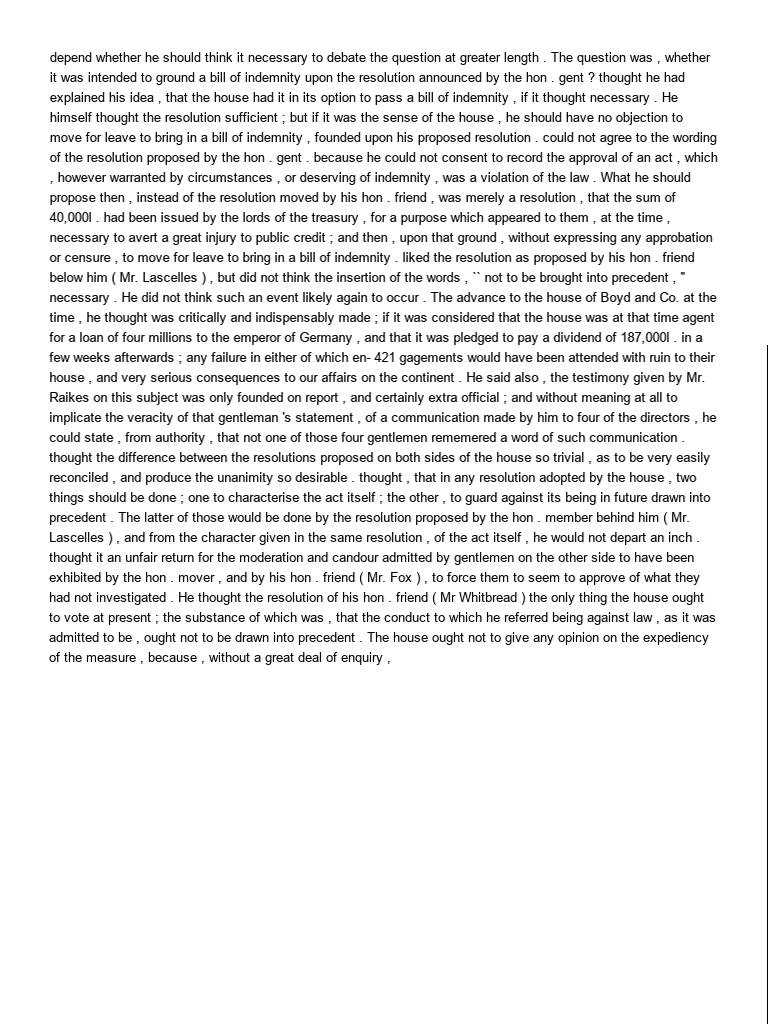 depend whether he should think it necessary to debate the question at greater length . The question was , whether
it was intended to ground a bill of indemnity upon the resolution announced by the hon . gent ? thought he had
explained his idea , that the house had it in its option to pass a bill of indemnity , if it thought necessary . He
himself thought the resolution sufficient ; but if it was the sense of the house , he should have no objection to
move for leave to bring in a bill of indemnity , founded upon his proposed resolution . could not agree to the wording
of the resolution proposed by the hon . gent . because he could not consent to record the approval of an act , which
, however warranted by circumstances , or deserving of indemnity , was a violation of the law . What he should
propose then , instead of the resolution moved by his hon . friend , was merely a resolution , that the sum of
40,000l . had been issued by the lords of the treasury , for a purpose which appeared to them , at the time ,
necessary to avert a great injury to public credit ; and then , upon that ground , without expressing any approbation
or censure , to move for leave to bring in a bill of indemnity . liked the resolution as proposed by his hon . friend
below him ( Mr. Lascelles ) , but did not think the insertion of the words , `` not to be brought into precedent , "
necessary . He did not think such an event likely again to occur . The advance to the house of Boyd and Co. at the
time , he thought was critically and indispensably made ; if it was considered that the house was at that time agent
for a loan of four millions to the emperor of Germany , and that it was pledged to pay a dividend of 187,000l . in a
few weeks afterwards ; any failure in either of which en- 421 gagements would have been attended with ruin to their
house , and very serious consequences to our affairs on the continent . He said also , the testimony given by Mr.
Raikes on this subject was only founded on report , and certainly extra official ; and without meaning at all to
implicate the veracity of that gentleman 's statement , of a communication made by him to four of the directors , he
could state , from authority , that not one of those four gentlemen rememered a word of such communication .
thought the difference between the resolutions proposed on both sides of the house so trivial , as to be very easily
reconciled , and produce the unanimity so desirable . thought , that in any resolution adopted by the house , two
things should be done ; one to characterise the act itself ; the other , to guard against its being in future drawn into
precedent . The latter of those would be done by the resolution proposed by the hon . member behind him ( Mr.
Lascelles ) , and from the character given in the same resolution , of the act itself , he would not depart an inch .
thought it an unfair return for the moderation and candour admitted by gentlemen on the other side to have been
exhibited by the hon . mover , and by his hon . friend ( Mr. Fox ) , to force them to seem to approve of what they
had not investigated . He thought the resolution of his hon . friend ( Mr Whitbread ) the only thing the house ought
to vote at present ; the substance of which was , that the conduct to which he referred being against law , as it was
admitted to be , ought not to be drawn into precedent . The house ought not to give any opinion on the expediency
of the measure , because , without a great deal of enquiry ,